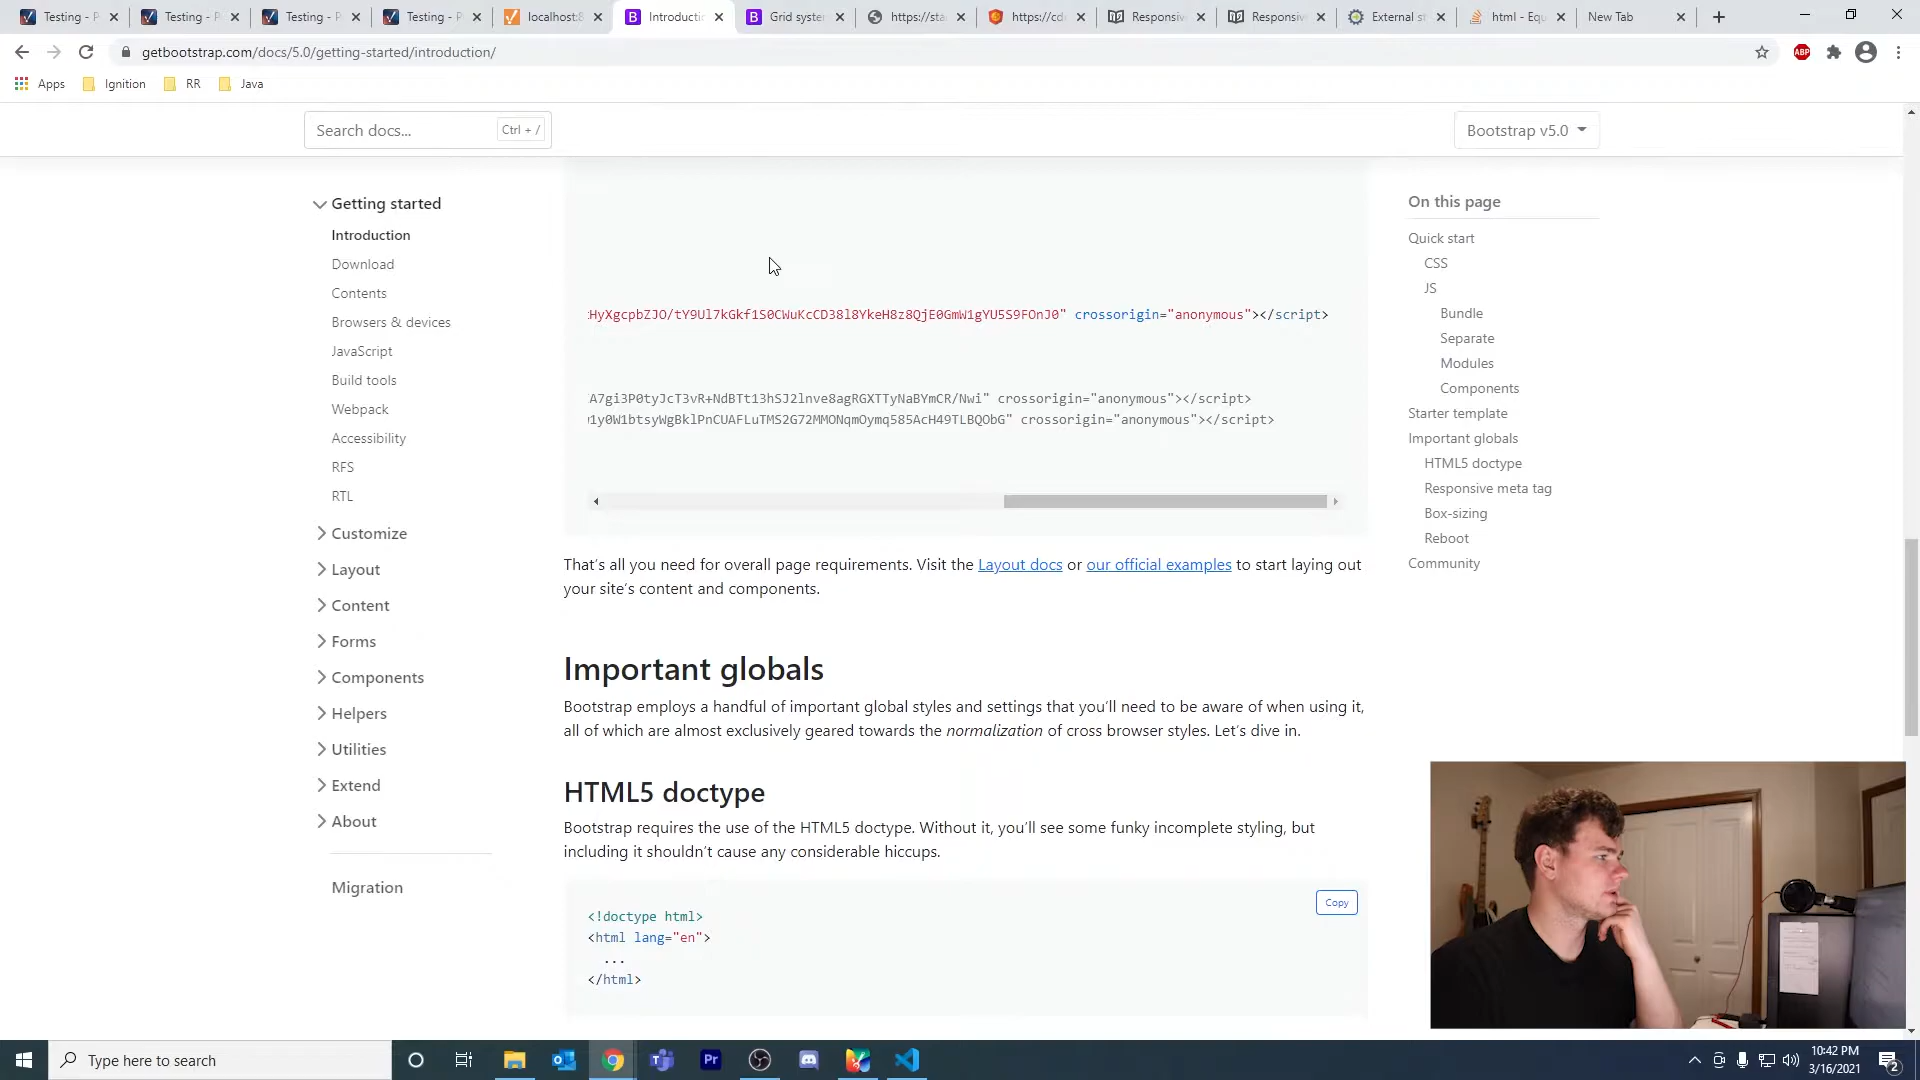 Testing - P
Testing - P
Testing - P
Testing - P
localhost:8
Introductio
Grid syste
https://sta
https://cd
Responsive
Responsive
External st
html - Equ
New Tab
getbootstrap.com/docs/5.0/getting-started/introduction/
ABP
Apps
Ignition
RR
Java
Search docs...
Ctrl + /
Bootstrap v5.0
Getting started
Introduction
Download
Contents
Browsers & devices
JavaScript
Build tools
Webpack
Accessibility
RFS
RTL
Customize
Layout
Content
Forms
Components
Helpers
Utilities
Extend
About
Migration
HyXgcpbZJO/tY9Ul7kGkf1S0CWuKcCD38l8YkeH8z8QjE0GmW1gYU5S9FOnJ0" crossorigin="anonymous"></script>
A7gi3P0tyJcT3vR+NdBTt13hSJ2lnve8agRGXTTyNaBYmCR/Nwi" crossorigin="anonymous"></script>
1y0W1btsyWgBklPnCUAFLuTMS2G72MMONqmOymq585AcH49TLBQObG" crossorigin="anonymous"></script>
That's all you need for overall page requirements. Visit the Layout docs or our official examples to start laying out
your site's content and components.
Important globals
Bootstrap employs a handful of important global styles and settings that you'll need to be aware of when using it,
all of which are almost exclusively geared towards the normalization of cross browser styles. Let's dive in.
HTML5 doctype
Bootstrap requires the use of the HTML5 doctype. Without it, you'll see some funky incomplete styling, but
including it shouldn't cause any considerable hiccups.
Copy
<!doctype html>
<html lang="en">
...
</html>
On this page
Quick start
CSS
JS
Bundle
Separate
Modules
Components
Starter template
Important globals
HTML5 doctype
Responsive meta tag
Box-sizing
Reboot
Community
Type here to search
Pr
10:42 PM
3/16/2021
2